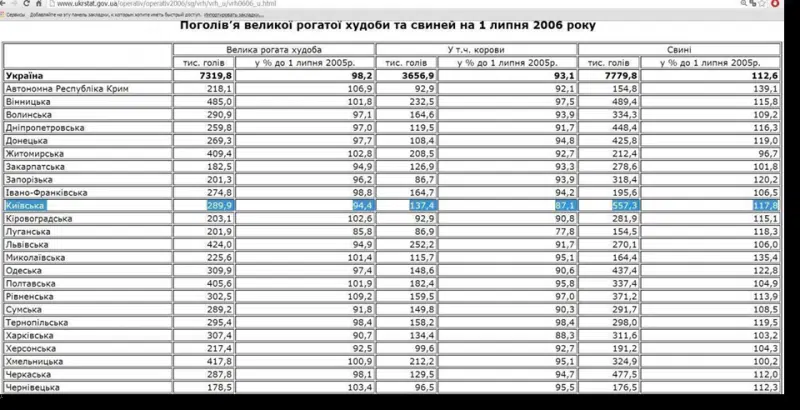 www.ukrstat.gov.ua/operativ/operativ2006/sg/vrh/vrh_u/vrh0606_u.html
Сервисы Добавляйте на эту панель закладки, к которым хотите иметь быстрый доступ. Импортировать закладки...
Поголів'я великої рогатої худоби та свиней на 1 липня 2006 року
Велика рогата худоба У т.ч. корови Свині
тис. голів у % до 1 липня 2005р. тис. голів у % до 1 липня 2005р. тис. голів у % до 1 липня 2005р.
Україна 7319,8 98,2 3656,9 93,1 7779,8 112,6
Автономна Республіка Крим 218,1 106,9 92,9 92,1 154,8 139,1
Вінницька 485,0 101,8 232,5 97,5 489,4 115,8
Волинська 290,9 97,1 164,6 93,9 334,3 109,2
Дніпропетровська 259,8 97,0 119,5 91,7 448,4 116,3
Донецька 269,3 97,7 108,4 94,8 425,8 119,0
Житомирська 409,4 102,8 208,5 92,7 212,4 96,7
Закарпатська 182,5 94,9 126,9 93,3 278,6 101,8
Запорізька 201,3 96,2 86,7 93,9 318,4 120,2
Івано-Франківська 274,8 98,8 164,7 94,2 195,6 106,5
Київська 289,9 94,4 137,4 87,1 557,3 117,8
Кіровоградська 203,1 102,6 92,9 90,8 281,9 115,1
Луганська 201,9 85,8 86,9 77,8 154,5 118,3
Львівська 424,0 94,9 252,2 91,7 270,1 106,0
Миколаївська 225,6 101,4 115,7 95,1 164,4 135,4
Одеська 309,9 97,4 148,6 90,6 437,4 122,8
Полтавська 405,6 101,9 182,4 95,8 337,2 104,9
Рівненська 302,5 109,2 159,5 97,0 371,2 113,9
Сумська 289,2 91,8 149,8 90,3 291,7 108,5
Тернопільська 295,4 98,4 158,2 98,4 298,0 119,5
Харківська 307,4 90,7 134,4 88,3 311,6 103,2
Херсонська 217,4 92,5 99,6 92,7 191,2 104,3
Хмельницька 417,8 100,9 212,2 95,1 324,9 100,2
Черкаська 287,8 98,1 129,5 94,7 477,5 112,0
Чернівецька 178,5 103,4 96,5 95,5 176,5 112,3